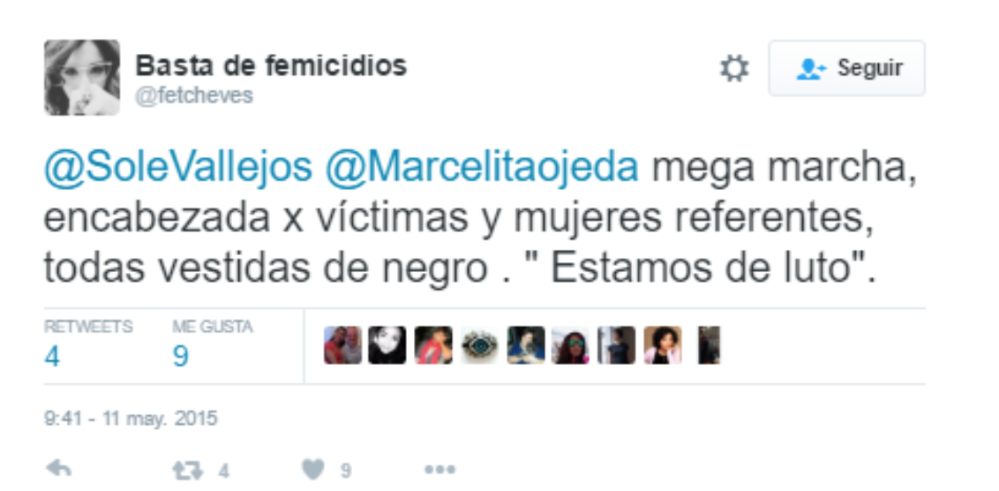 Basta de femicidios
@fetcheves
Seguir
@SoleVallejos @Marcelitaojeda mega marcha,
encabezada x víctimas y mujeres referentes,
todas vestidas de negro . " Estamos de luto".
RETWEETS ME GUSTA
4 9
9:41 - 11 may. 2015
4 9